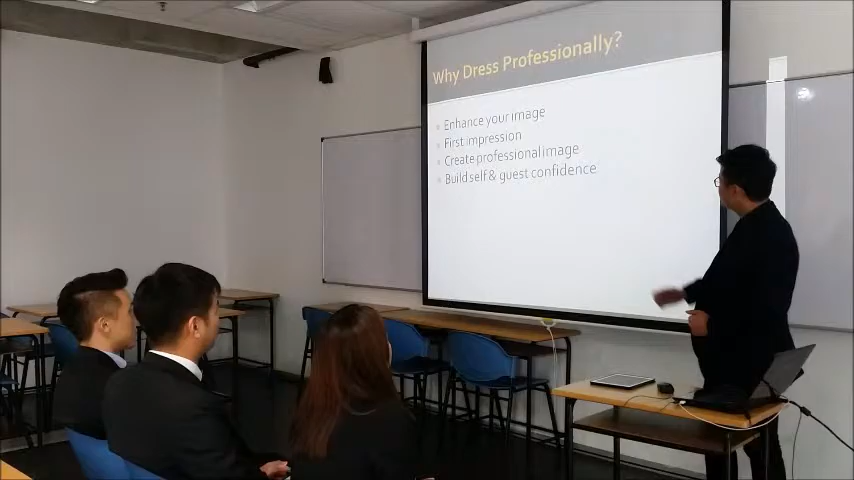 Why Dress Professionally?
Enhance your image
First impression
Create professional image
Build self & guest confidence